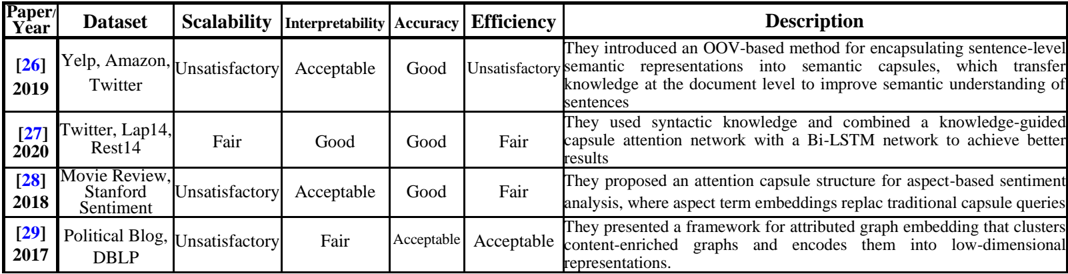 Paper/ Year Dataset Scalability Interpretability Accuracy Efficiency Description
[26] 2019 Yelp, Amazon, Twitter Unsatisfactory Acceptable Good Unsatisfactory They introduced an OOV-based method for encapsulating sentence-level
semantic representations into semantic capsules, which transfer
knowledge at the document level to improve semantic understanding of
sentences
[27] 2020 Twitter, Lap14, Rest14 Fair Good Good Fair They used syntactic knowledge and combined a knowledge-guided
capsule attention network with a Bi-LSTM network to achieve better
results
[28] 2018 Movie Review, Stanford Sentiment Unsatisfactory Acceptable Good Fair They proposed an attention capsule structure for aspect-based sentiment
analysis, where aspect term embeddings replac traditional capsule queries
[29] 2017 Political Blog, DBLP Unsatisfactory Fair Acceptable Acceptable They presented a framework for attributed graph embedding that clusters
content-enriched graphs and encodes them into low-dimensional
representations.